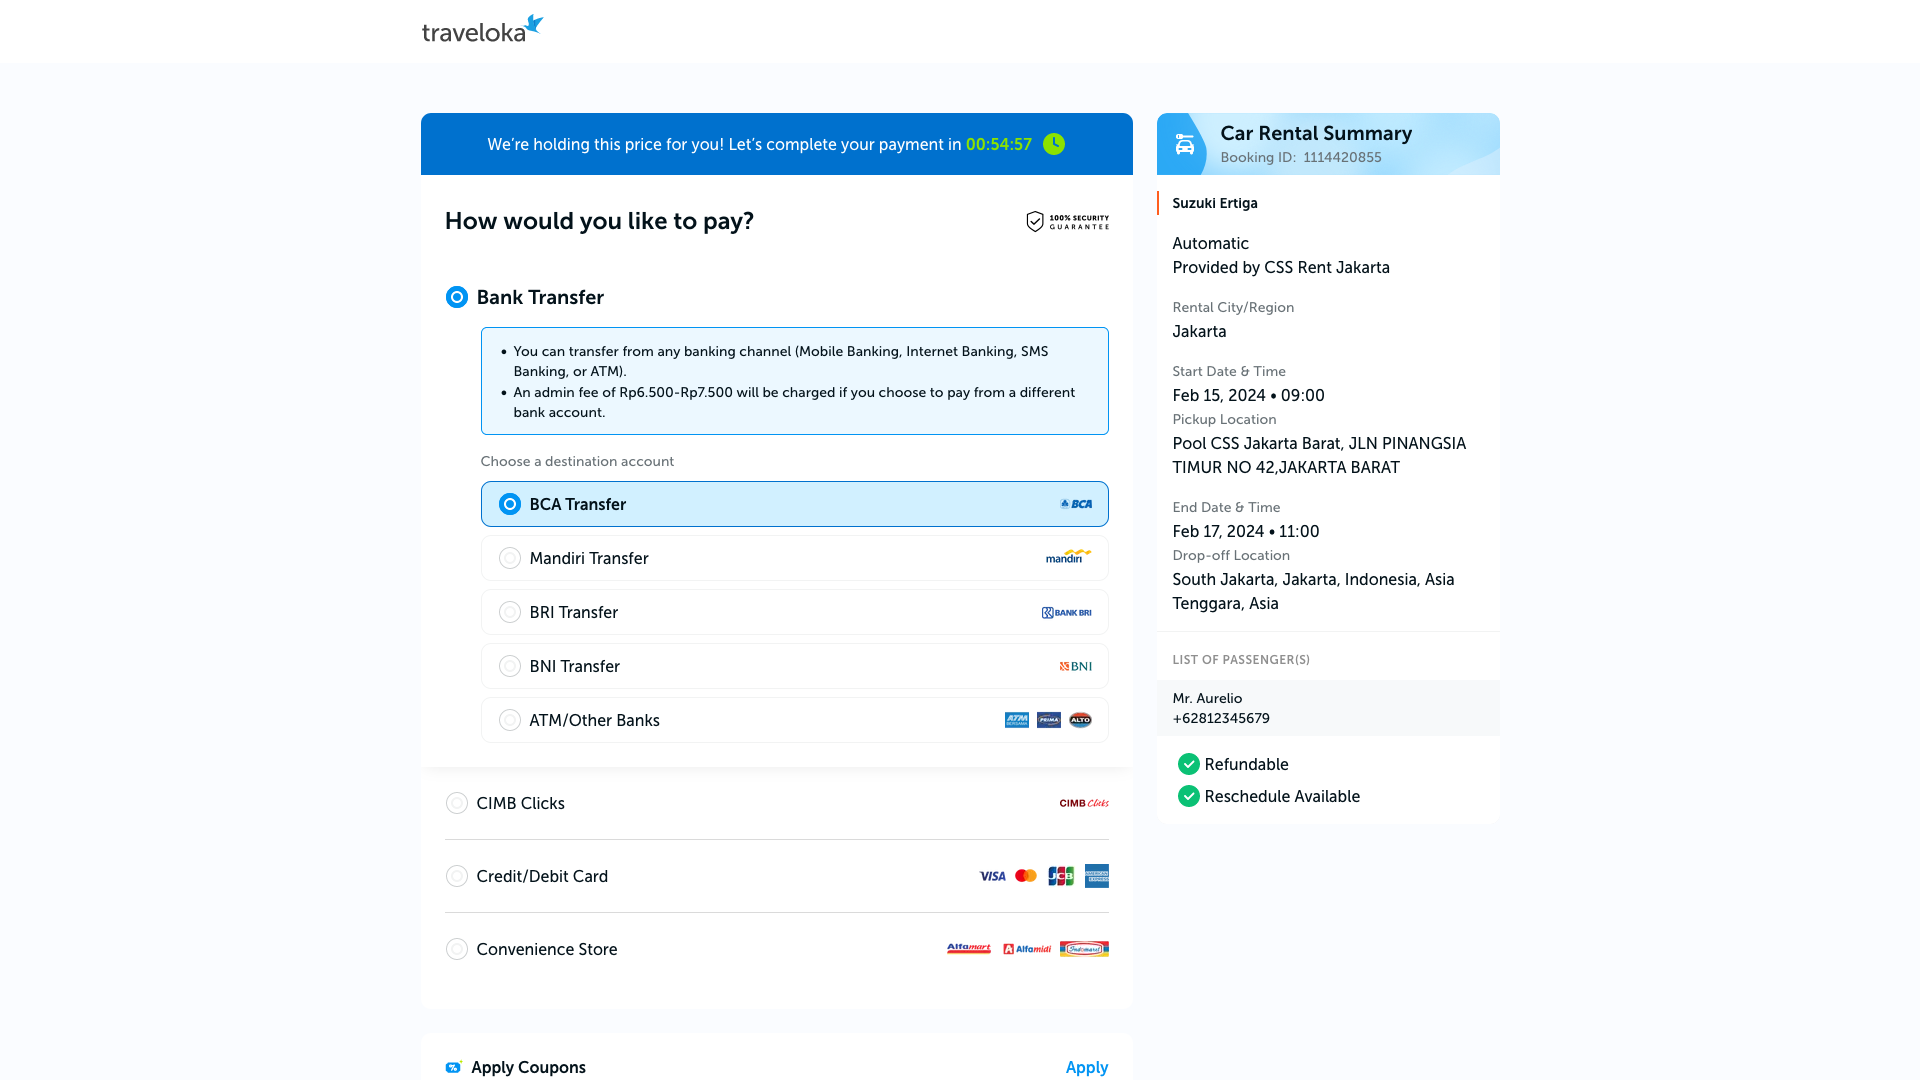 traveloka
We're holding this price for you! Let's complete your payment in 00:54:57
How would you like to pay?
100% SECURITY
GUARANTEE
Bank Transfer
• You can transfer from any banking channel (Mobile Banking, Internet Banking, SMS
Banking, or ATM).
• An admin fee of Rp6.500-Rp7.500 will be charged if you choose to pay from a different
bank account.
Choose a destination account
BCA Transfer
BCA
Mandiri Transfer
mandiri
BRI Transfer
BANK BRI
BNI Transfer
BNI
ATM/Other Banks
ATM
BERSAMA
PRIMA
ALTO
CIMB Clicks
CIMB Clicks
Credit/Debit Card
VISA
JCB
AMERICAN
EXPRESS
Convenience Store
Alfamart
Alfamidi
Indomaret
Apply Coupons
Apply
Car Rental Summary
Booking ID: 1114420855
Suzuki Ertiga
Automatic
Provided by CSS Rent Jakarta
Rental City/Region
Jakarta
Start Date & Time
Feb 15, 2024 • 09:00
Pickup Location
Pool CSS Jakarta Barat, JLN PINANGSIA
TIMUR NO 42,JAKARTA BARAT
End Date & Time
Feb 17, 2024 • 11:00
Drop-off Location
South Jakarta, Jakarta, Indonesia, Asia
Tenggara, Asia
LIST OF PASSENGER(S)
Mr. Aurelio
+62812345679
Refundable
Reschedule Available